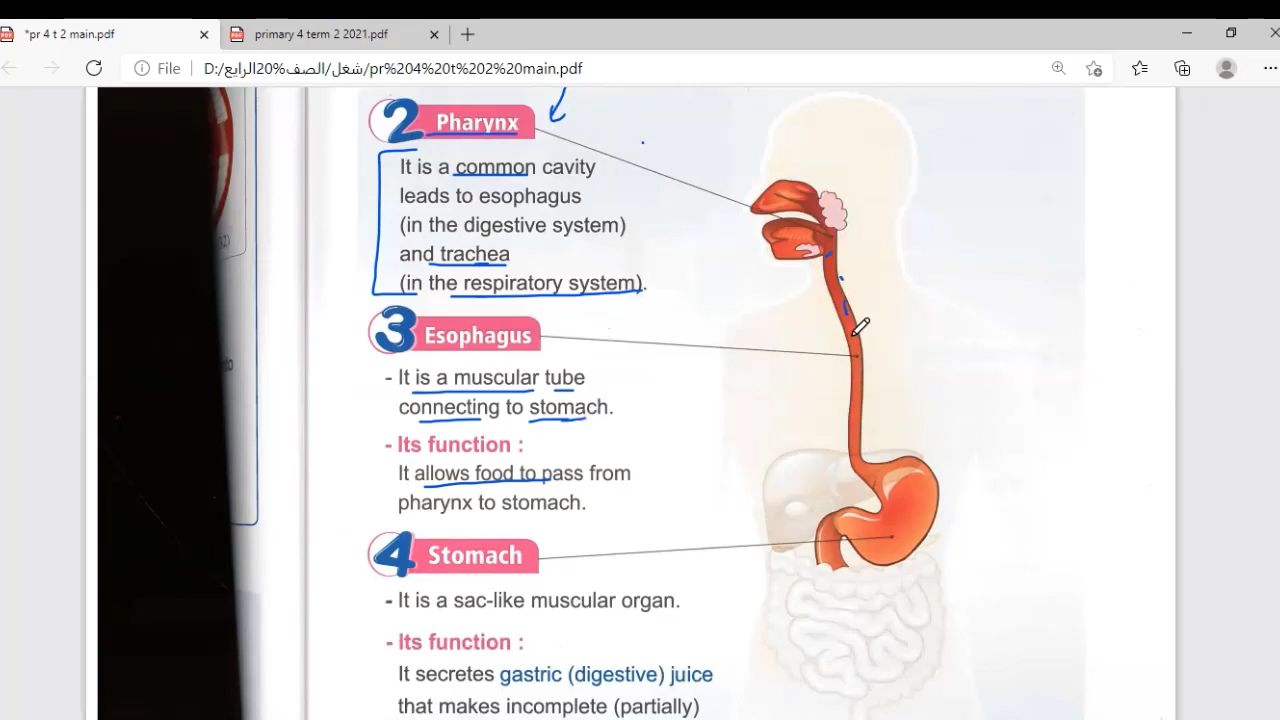 *pr 4 t 2 main.pdf
primary 4 term 2 2021.pdf
File
D:/شغل/الصف%20الرابع/pr%204%20t%202%20main.pdf
2 Pharynx
It is a common cavity
leads to esophagus
(in the digestive system)
and trachea
(in the respiratory system).
3 Esophagus
- It is a muscular tube
connecting to stomach.
- Its function :
It allows food to pass from
pharynx to stomach.
4 Stomach
- It is a sac-like muscular organ.
- Its function :
It secretes gastric (digestive) juice
that makes incomplete (partially)